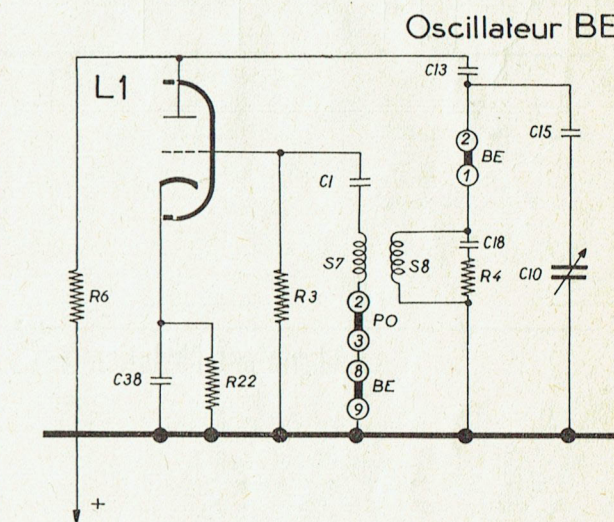 Oscillateur BE
L1
C13
C15
2
BE
1
C1
C18
S7
S8
R4
C10
R6
R3
2
PO
3
8
BE
9
C38
R22
+